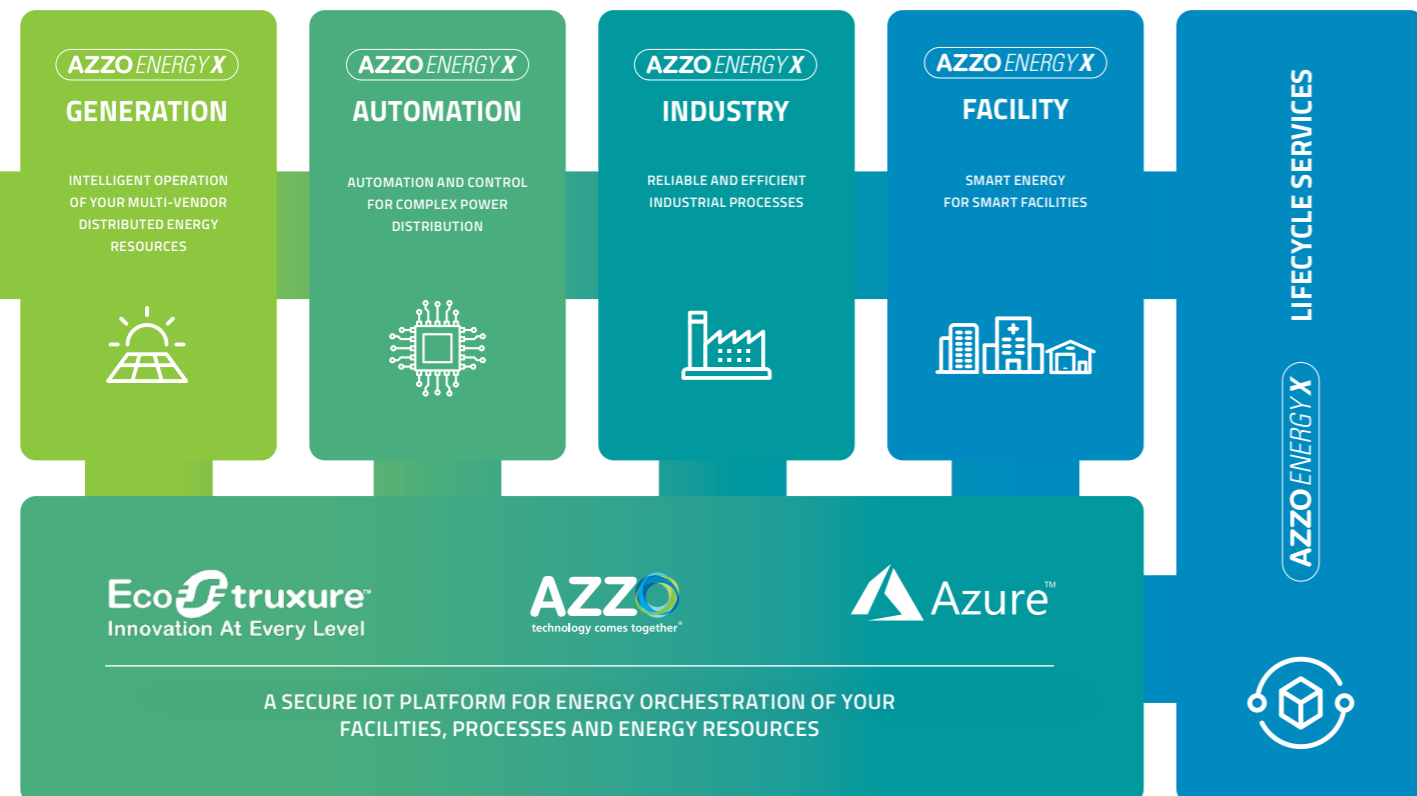 AZZO ENERGY X
GENERATION
INTELLIGENT OPERATION
OF YOUR MULTI-VENDOR
DISTRIBUTED ENERGY
RESOURCES
AZZO ENERGY X
AUTOMATION
AUTOMATION AND CONTROL
FOR COMPLEX POWER
DISTRIBUTION
AZZO ENERGY X
INDUSTRY
RELIABLE AND EFFICIENT
INDUSTRIAL PROCESSES
AZZO ENERGY X
FACILITY
SMART ENERGY
FOR SMART FACILITIES
AZZO ENERGY X LIFECYCLE SERVICES
EcoStruxure™
Innovation At Every Level
AZZO
technology comes together®
Azure™
A SECURE IOT PLATFORM FOR ENERGY ORCHESTRATION OF YOUR
FACILITIES, PROCESSES AND ENERGY RESOURCES